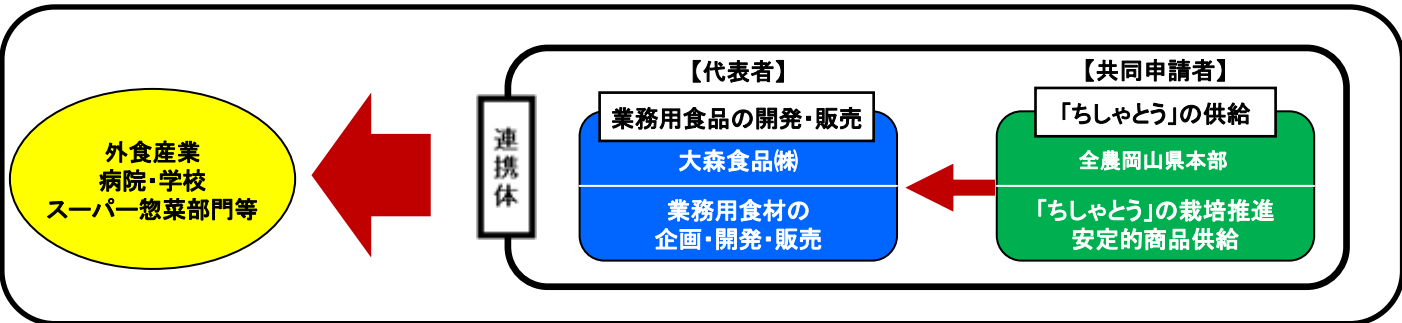 外食産業
病院・学校
スーパー惣菜部門等
連携体
【代表者】
業務用食品の開発・販売
大森食品㈱
業務用食材の
企画・開発・販売
【共同申請者】
「ちしゃとう」の供給
全農岡山県本部
「ちしゃとう」の栽培推進
安定的商品供給